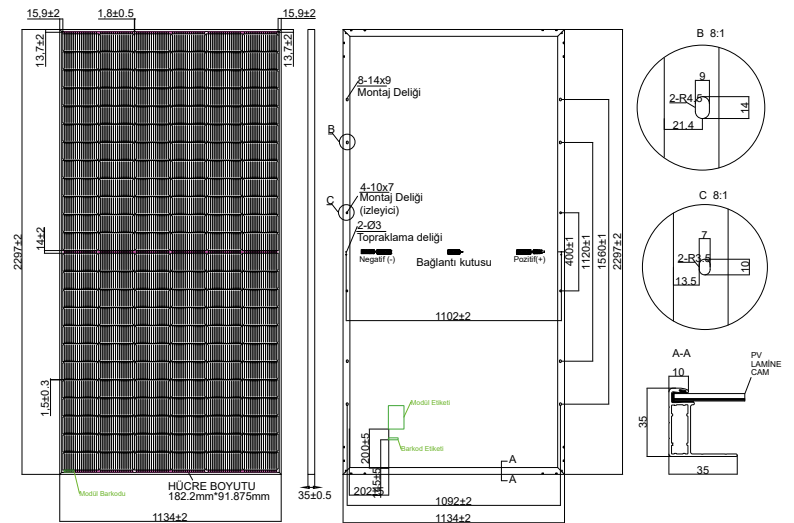 15,9±2
1,8±0.5
15,9±2
13,7±2
13,7±2
2297±2
14±2
1,5±0.3
HÜCRE BOYUTU
182.2mm*91.875mm
Modül Barkodu
1134±2
35±0.5
8-14x9
Montaj Deliği
B
4-10x7
Montaj Deliği
(izleyici)
C
2-Ø3
Topraklama deliği
Negatif (-)
Bağlantı kutusu
Pozitif(+)
1102±2
400±1
1120±1
1560±1
2297±2
Modül Etiketi
Barkod Etiketi
200±5
A
A
1092±2
1134±2
B 8:1
9
2-R4.5
14
21.4
C 8:1
7
2-R3.5
10
13.5
A-A
10
PV
LAMİNE
CAM
35
35